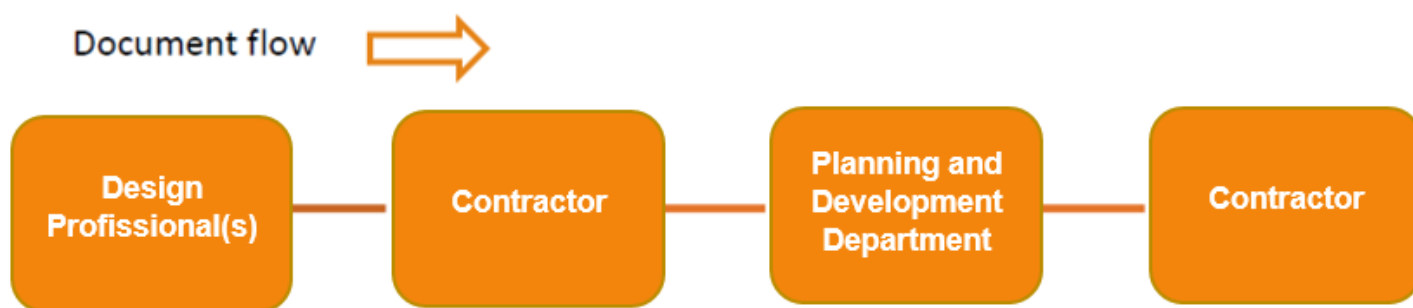 Document flow
Design
Profissional(s)
Contractor
Planning and
Development
Department
Contractor